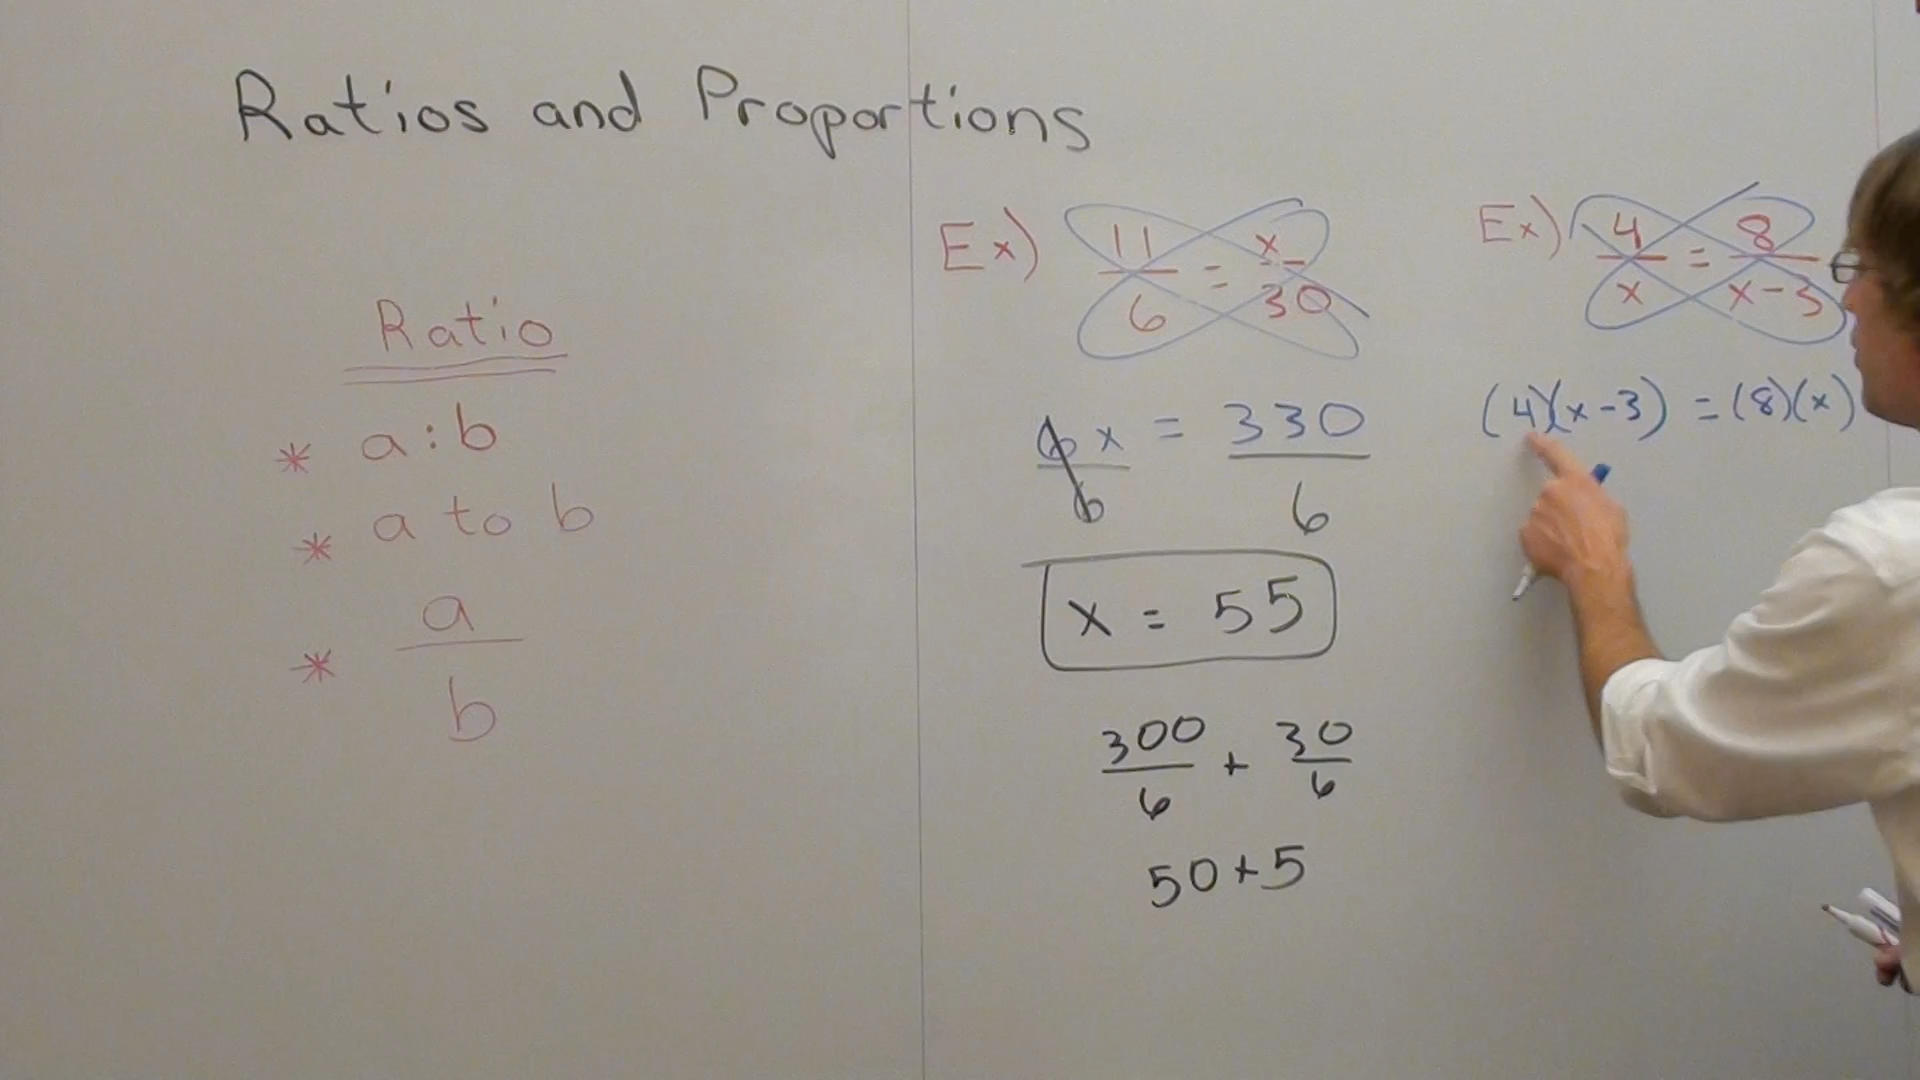 Ratios and Proportions
Ratio
* a:b
* a to b
* a/b
Ex) 11/6 = x/30
6x/6 = 330/6
x = 55
300/6 + 30/6
50+5
Ex) 4/x = 8/x-3
(4)(x-3) = (8)(x)